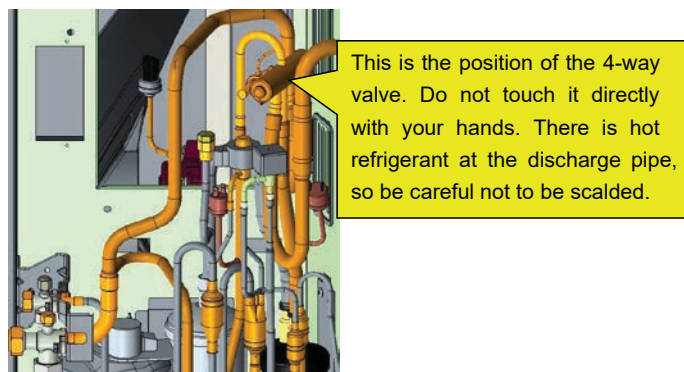 This is the position of the 4-way
valve. Do not touch it directly
with your hands. There is hot
refrigerant at the discharge pipe,
so be careful not to be scalded.